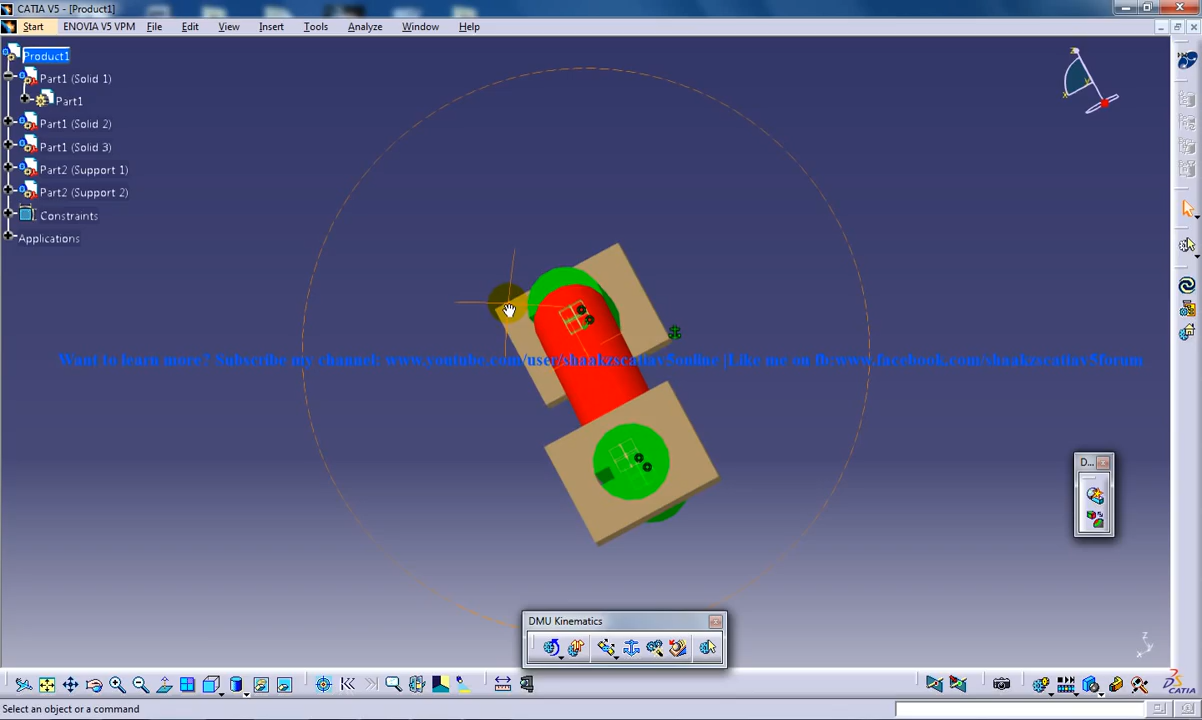 CATIA V5 - [Product1]
Start ENOVIA V5 VPM File Edit View Insert Tools Analyze Window Help
Product1
Part1 (Solid 1)
Part1
Part1 (Solid 2)
Part1 (Solid 3)
Part2 (Support 1)
Part2 (Support 2)
Constraints
Applications
Want to learn more? Subscribe my channel: www.youtube.com/user/shaakzscatiav5online |Like me on fb:www.facebook.com/shaakzscatiav5forum
D...
DMU Kinematics
CATIA
Select an object or a command